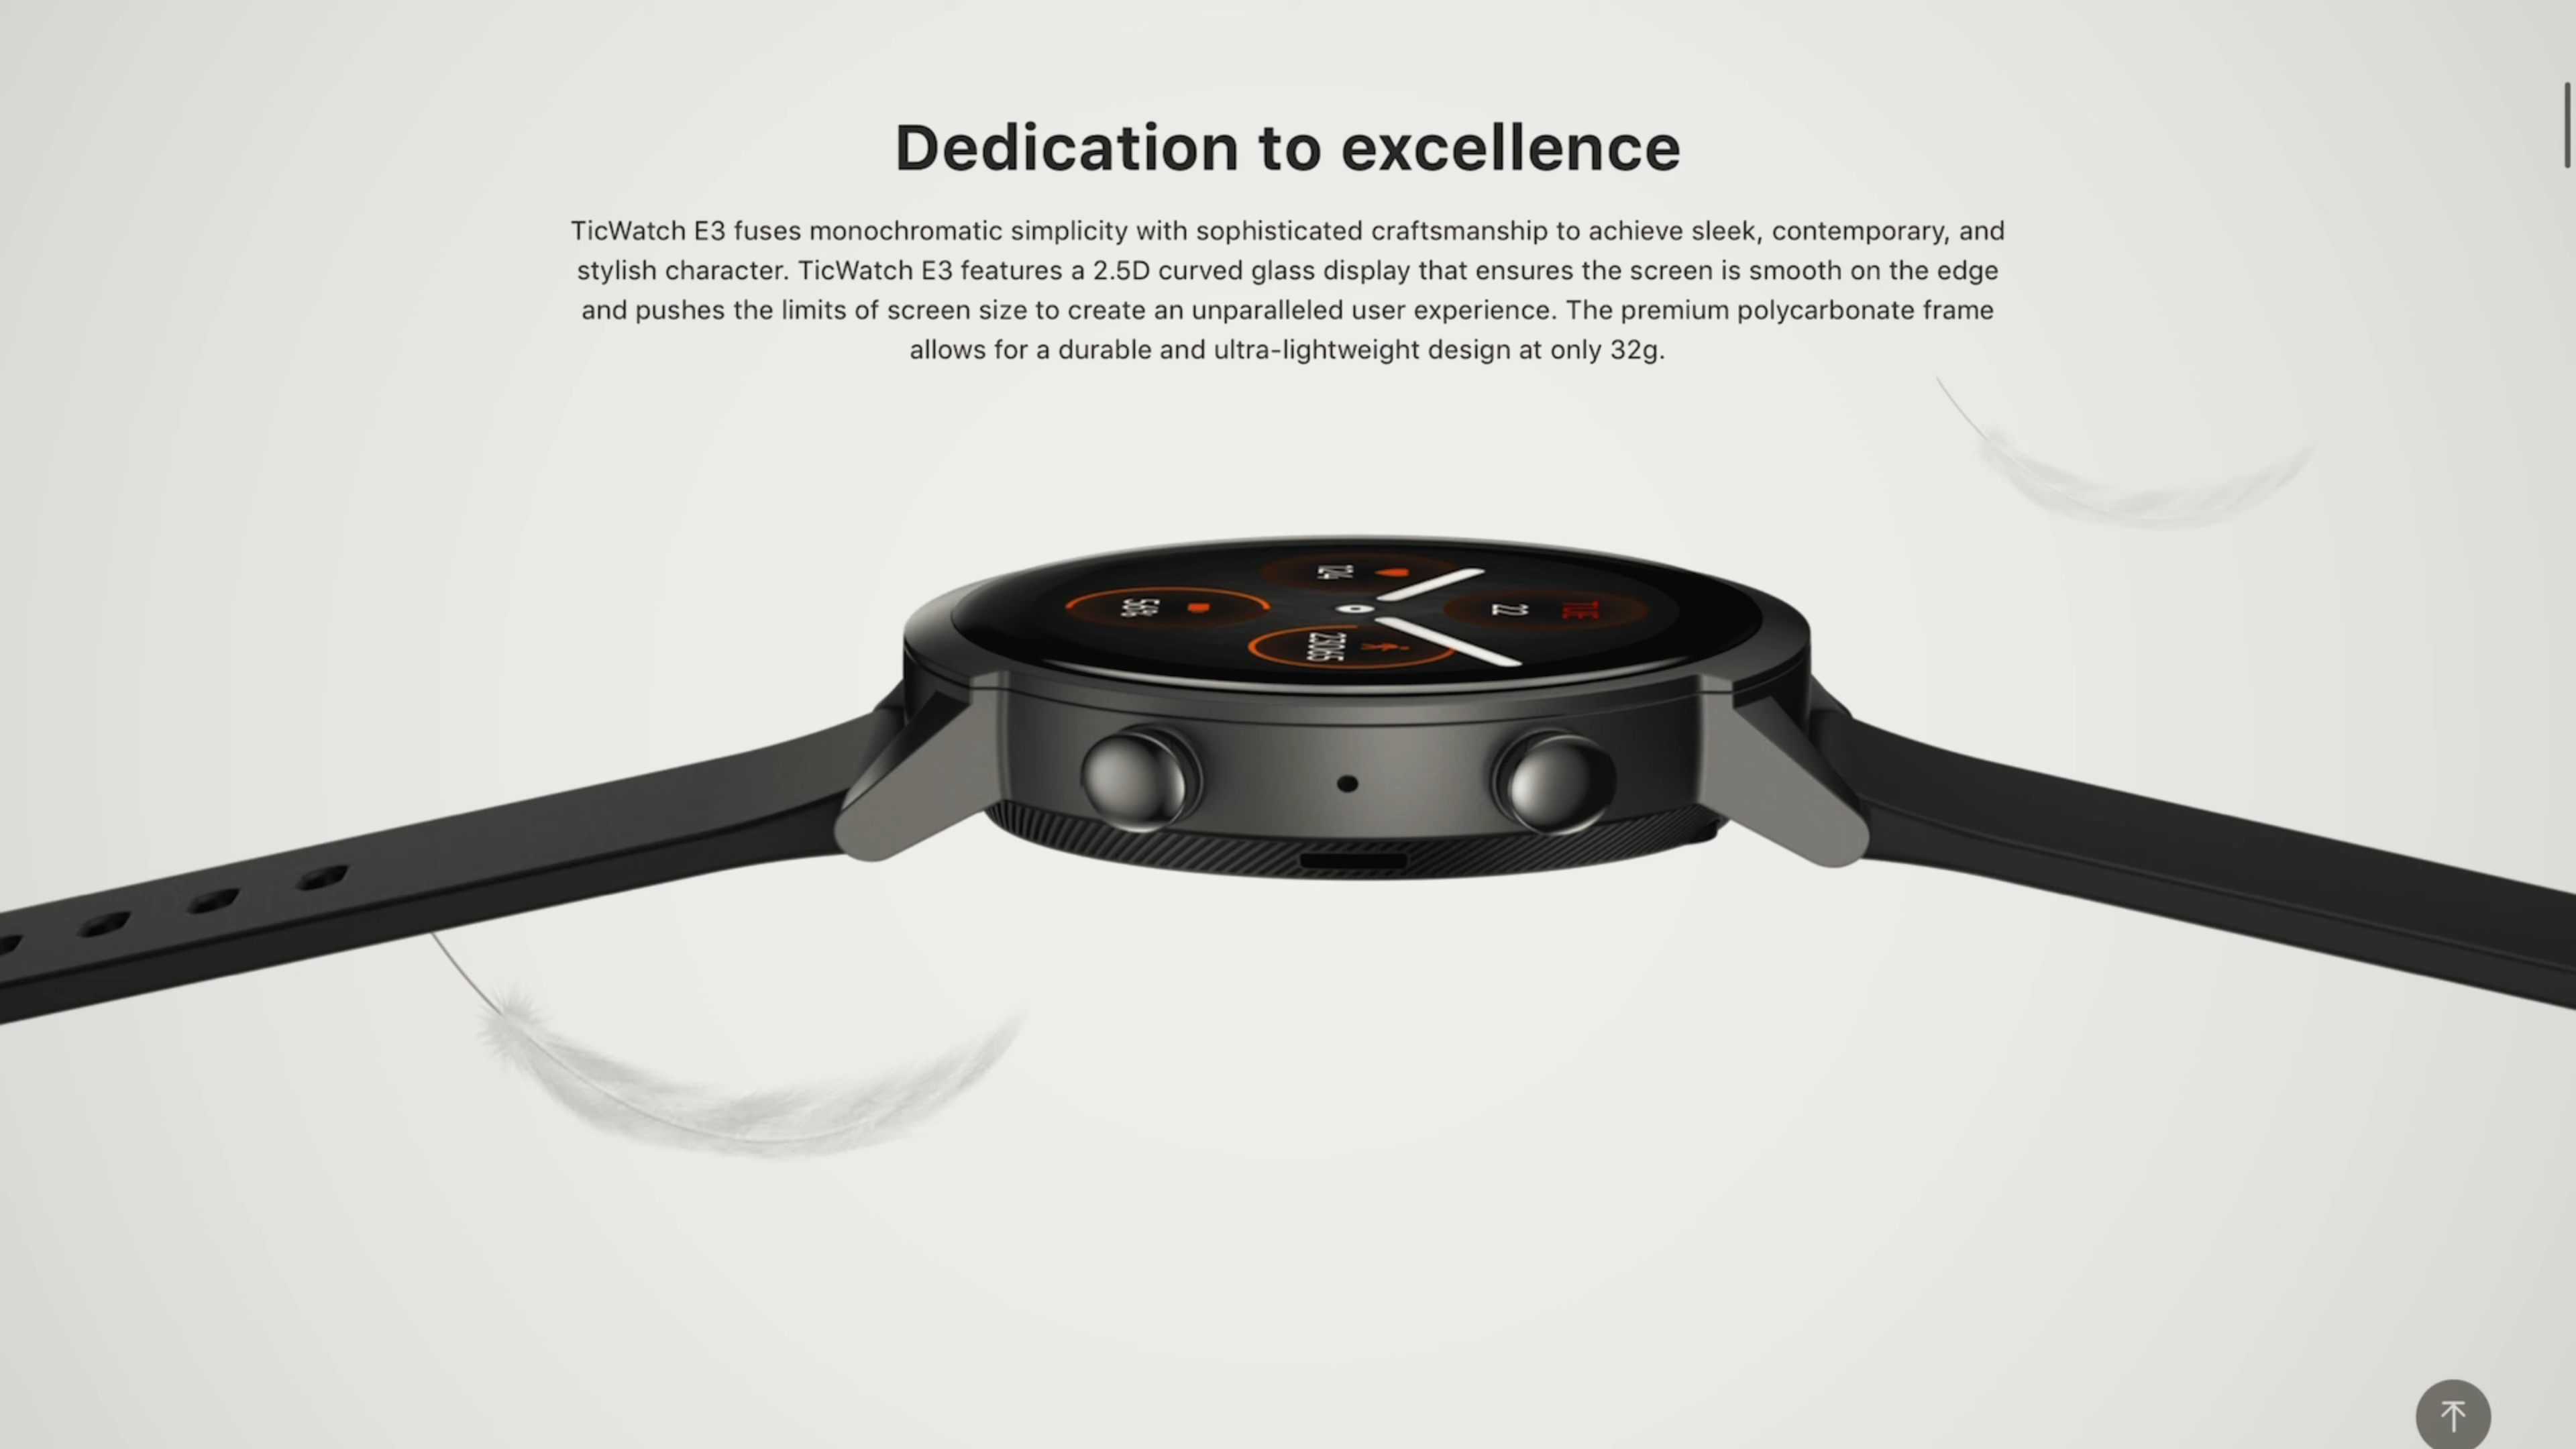 Dedication to excellence
TicWatch E3 fuses monochromatic simplicity with sophisticated craftsmanship to achieve sleek, contemporary, and
stylish character. TicWatch E3 features a 2.5D curved glass display that ensures the screen is smooth on the edge
and pushes the limits of screen size to create an unparalleled user experience. The premium polycarbonate frame
allows for a durable and ultra-lightweight design at only 32g.
124
TUE
22